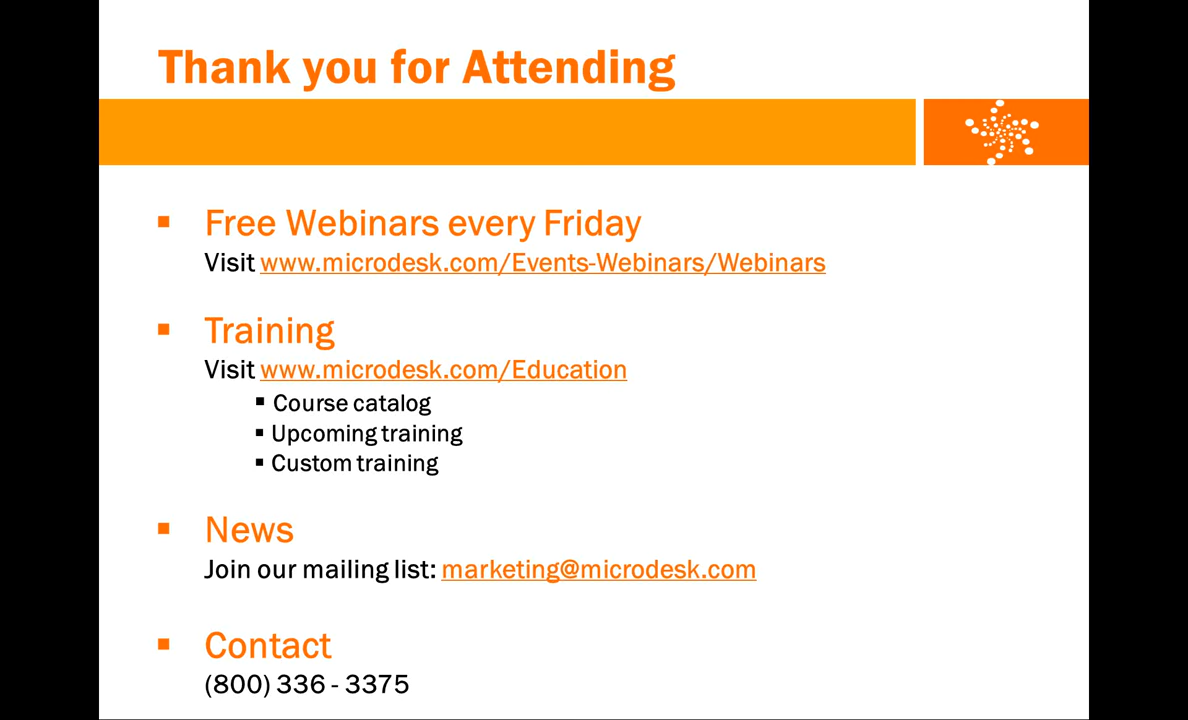 Thank you for Attending
▪ Free Webinars every Friday
Visit www.microdesk.com/Events-Webinars/Webinars
▪ Training
Visit www.microdesk.com/Education
▪ Course catalog
▪ Upcoming training
▪ Custom training
▪ News
Join our mailing list: marketing@microdesk.com
▪ Contact
(800) 336 - 3375